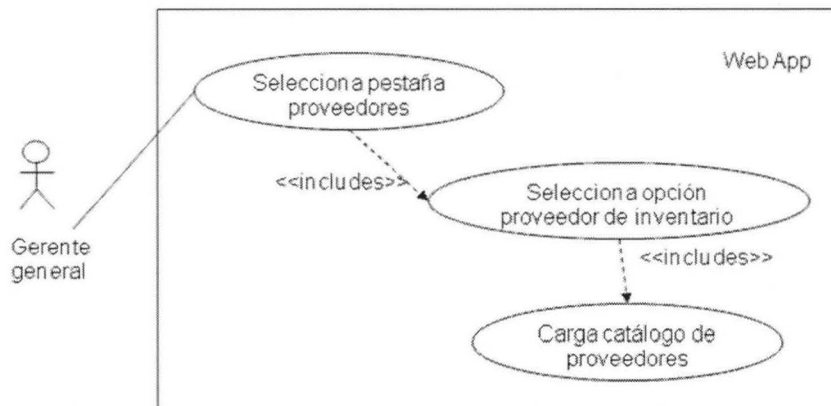 Web App
Selecciona pestaña
proveedores
<<includes>>
Selecciona opción
proveedor de inventario
Gerente
general
<<includes>>
Carga catálogo de
proveedores